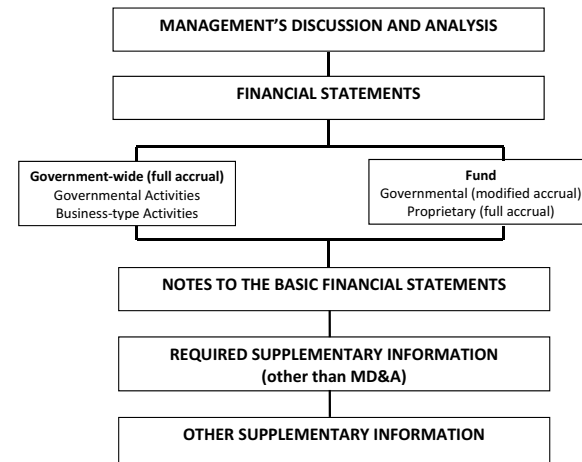 MANAGEMENT’S DISCUSSION AND ANALYSIS
FINANCIAL STATEMENTS
Government-wide (full accrual)
Governmental Activities
Business-type Activities
Fund
Governmental (modified accrual)
Proprietary (full accrual)
NOTES TO THE BASIC FINANCIAL STATEMENTS
REQUIRED SUPPLEMENTARY INFORMATION
(other than MD&A)
OTHER SUPPLEMENTARY INFORMATION